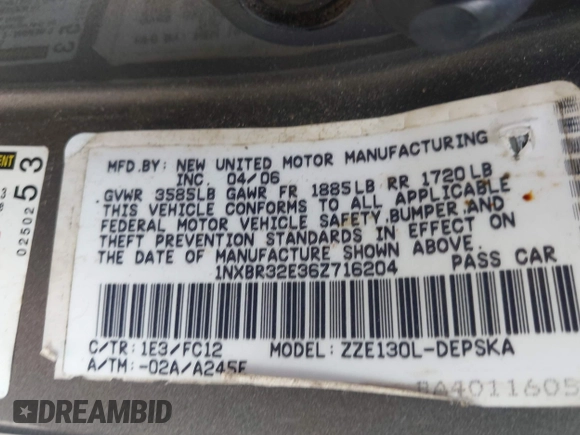 MFD.BY: NEW UNITED MOTOR MANUFACTURING
INC. 04/06
GVWR 3585LB GAWR FR 1885LB RR 1720LB
THIS VEHICLE CONFORMS TO ALL APPLICABLE
FEDERAL MOTOR VEHICLE SAFETY,BUMPER,AND
THEFT PREVENTION STANDARDS IN EFFECT ON
THE DATE OF MANUFACTURE SHOWN ABOVE.
1NXBR32E36Z716204 PASS CAR
C/TR: 1E3/FC12 MODEL: ZZE130L-DEPSKA
A/TM: -02A/A245E
BA4011605
02502 53
DREAMBID